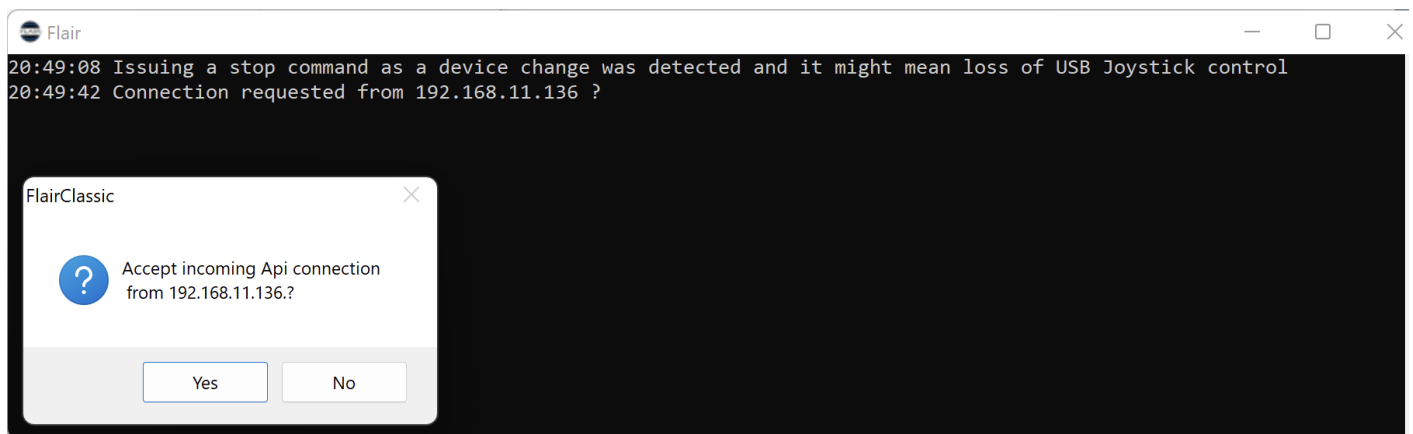 Flair
20:49:08 Issuing a stop command as a device change was detected and it might mean loss of USB Joystick control
20:49:42 Connection requested from 192.168.11.136 ?
FlairClassic
Accept incoming Api connection
from 192.168.11.136.?
Yes
No